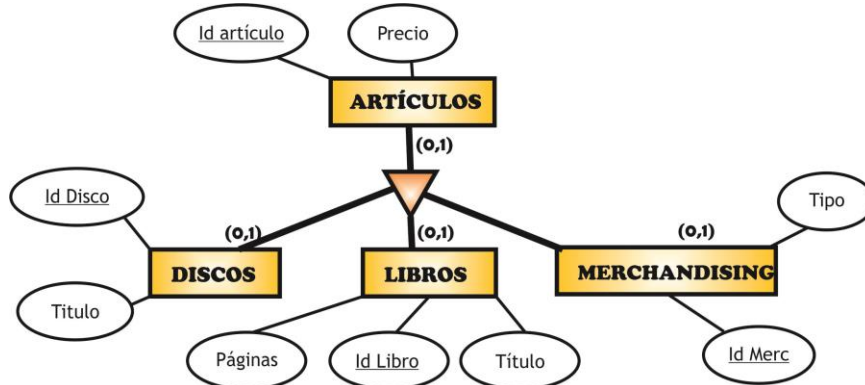 Id artículo
Precio
ARTÍCULOS
(0,1)
Id Disco
Tipo
(0,1)
(0,1)
(0,1)
DISCOS
LIBROS
MERCHANDISING
Titulo
Páginas
Id Libro
Título
Id Merc